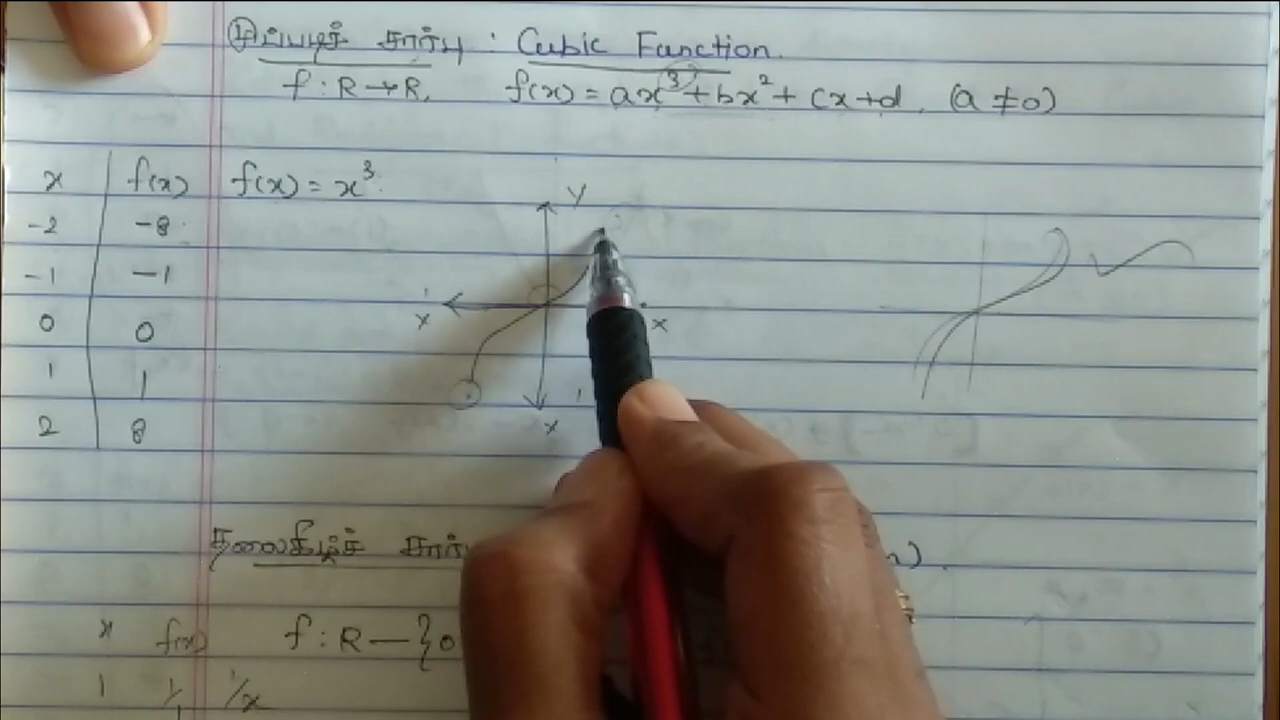 முப்படிச் சார்பு : Cubic Function.
f : R → R, f(x) = ax³ + bx² + cx + d, (a ≠ 0)
x f(x) f(x) = x³.
-2 -8
-1 -1
0 0
1 1
2 8
y
x' x
x'
தலைகீழ்ச் சார்
x f(x) f : R — {0
1 1/1 1/x